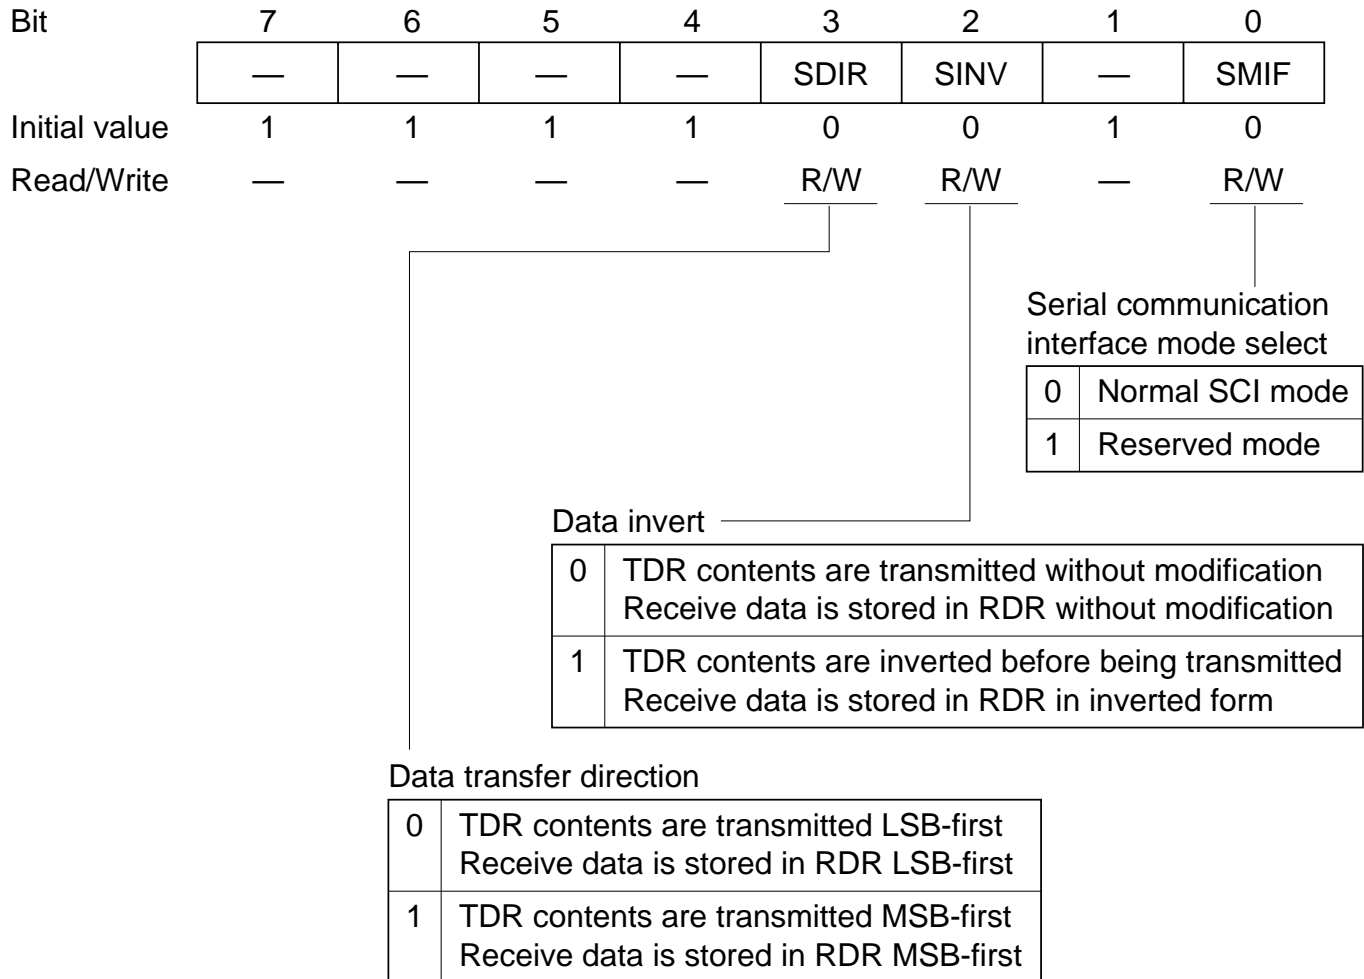 Bit 7 6 5 4 3 2 1 0
— — — — SDIR SINV — SMIF
Initial value 1 1 1 1 0 0 1 0
Read/Write — — — — R/W R/W — R/W
Serial communication
interface mode select
0 Normal SCI mode
1 Reserved mode
Data invert
0 TDR contents are transmitted without modification
Receive data is stored in RDR without modification
1 TDR contents are inverted before being transmitted
Receive data is stored in RDR in inverted form
Data transfer direction
0 TDR contents are transmitted LSB-first
Receive data is stored in RDR LSB-first
1 TDR contents are transmitted MSB-first
Receive data is stored in RDR MSB-first